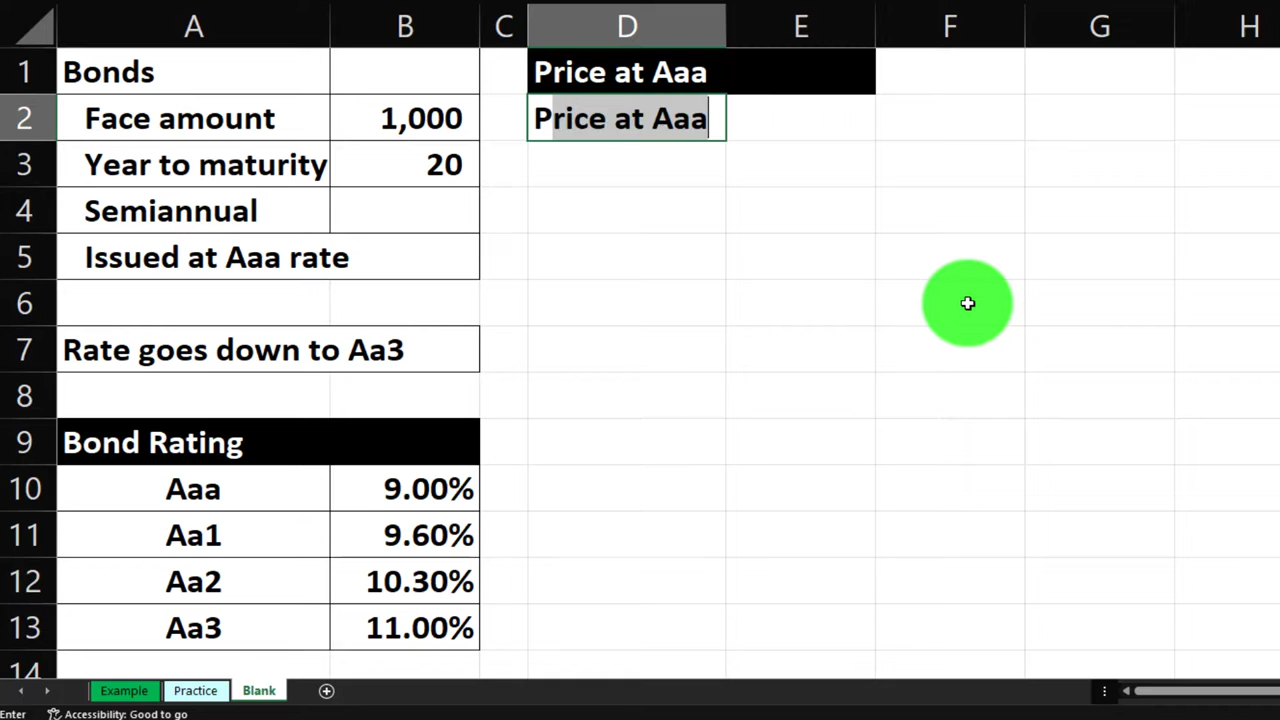 A B C D E F G H
1 Bonds Price at Aaa
2 Face amount 1,000 Price at Aaa
3 Year to maturity 20
4 Semiannual
5 Issued at Aaa rate
6
7 Rate goes down to Aa3
8
9 Bond Rating
10 Aaa 9.00%
11 Aa1 9.60%
12 Aa2 10.30%
13 Aa3 11.00%
14
Example Practice Blank
Enter Accessibility: Good to go